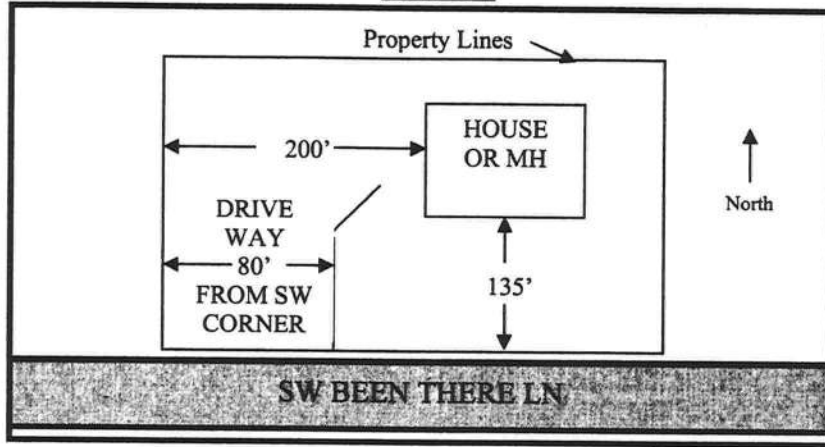 Property Lines
HOUSE
OR MH
200’
North
DRIVE
WAY
80’
FROM SW
CORNER
135’
SW BEEN THERE LN